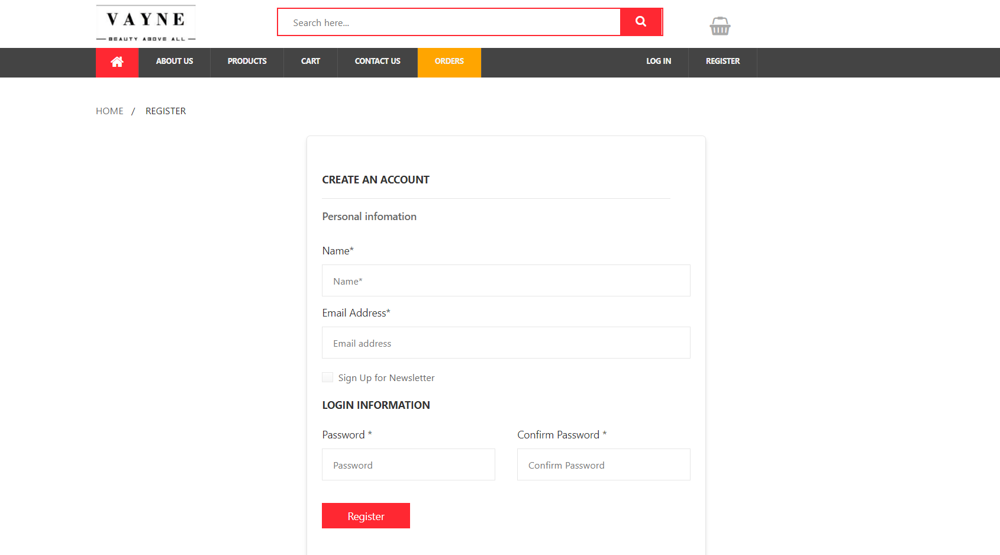 VAYNE
BEAUTY ABOVE ALL
Search here...
ABOUT US PRODUCTS CART CONTACT US ORDERS LOG IN REGISTER
HOME / REGISTER
CREATE AN ACCOUNT
Personal infomation
Name*
Name*
Email Address*
Email address
Sign Up for Newsletter
LOGIN INFORMATION
Password * Confirm Password *
Password Confirm Password
Register